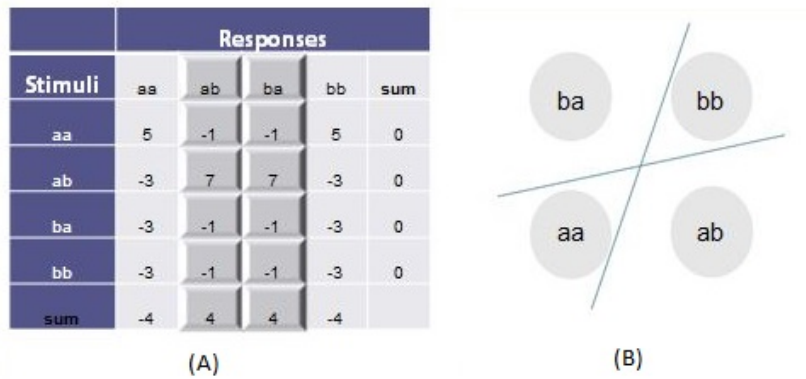 Responses
Stimuli aa ab ba bb sum
aa 5 -1 -1 5 0
ab -3 7 7 -3 0
ba -3 -1 -1 -3 0
bb -3 -1 -1 -3 0
sum -4 4 4 -4
(A)
ba bb
aa ab
(B)